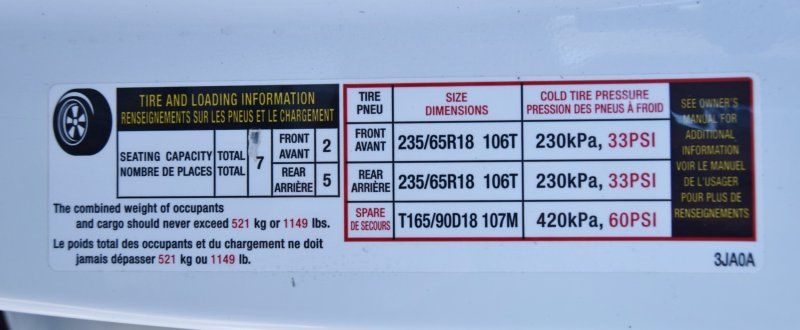 TIRE AND LOADING INFORMATION
RENSEIGNEMENTS SUR LES PNEUS ET LE CHARGEMENT
SEATING CAPACITY
NOMBRE DE PLACES
TOTAL
TOTAL
7
FRONT
AVANT
2
REAR
ARRIÈRE
5
The combined weight of occupants
and cargo should never exceed 521 kg or 1149 lbs.
Le poids total des occupants et du chargement ne doit
jamais dépasser 521 kg ou 1149 lb.
TIRE
PNEU
SIZE
DIMENSIONS
COLD TIRE PRESSURE
PRESSION DES PNEUS À FROID
FRONT
AVANT
235/65R18 106T
230kPa, 33PSI
REAR
ARRIÈRE
235/65R18 106T
230kPa, 33PSI
SPARE
DE SECOURS
T165/90D18 107M
420kPa, 60PSI
SEE OWNER'S
MANUAL FOR
ADDITIONAL
INFORMATION
VOIR LE MANUEL
DE L'USAGER
POUR PLUS DE
RENSEIGNEMENTS
3JA0A